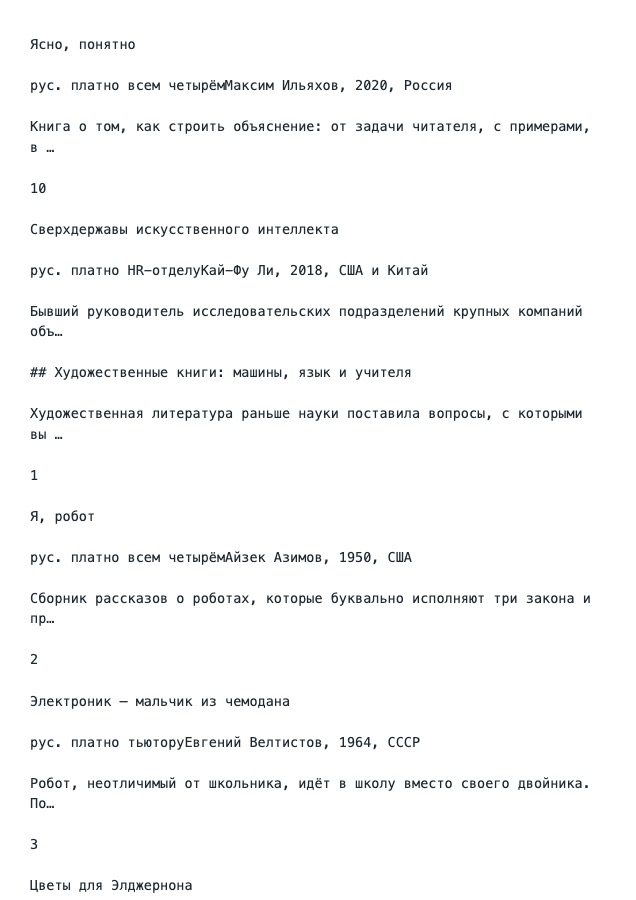 Ясно, понятно
рус. платно всем четырёмМаксим Ильяхов, 2020, Россия
Книга о том, как строить объяснение: от задачи читателя, с примерами,
в …
10
Сверхдержавы искусственного интеллекта
рус. платно HR-отделуКай-Фу Ли, 2018, США и Китай
Бывший руководитель исследовательских подразделений крупных компаний
объ…
## Художественные книги: машины, язык и учителя
Художественная литература раньше науки поставила вопросы, с которыми
вы …
1
Я, робот
рус. платно всем четырёмАйзек Азимов, 1950, США
Сборник рассказов о роботах, которые буквально исполняют три закона и
пр…
2
Электроник — мальчик из чемодана
рус. платно тьюторуЕвгений Велтистов, 1964, СССР
Робот, неотличимый от школьника, идёт в школу вместо своего двойника.
По…
3
Цветы для Элджернона